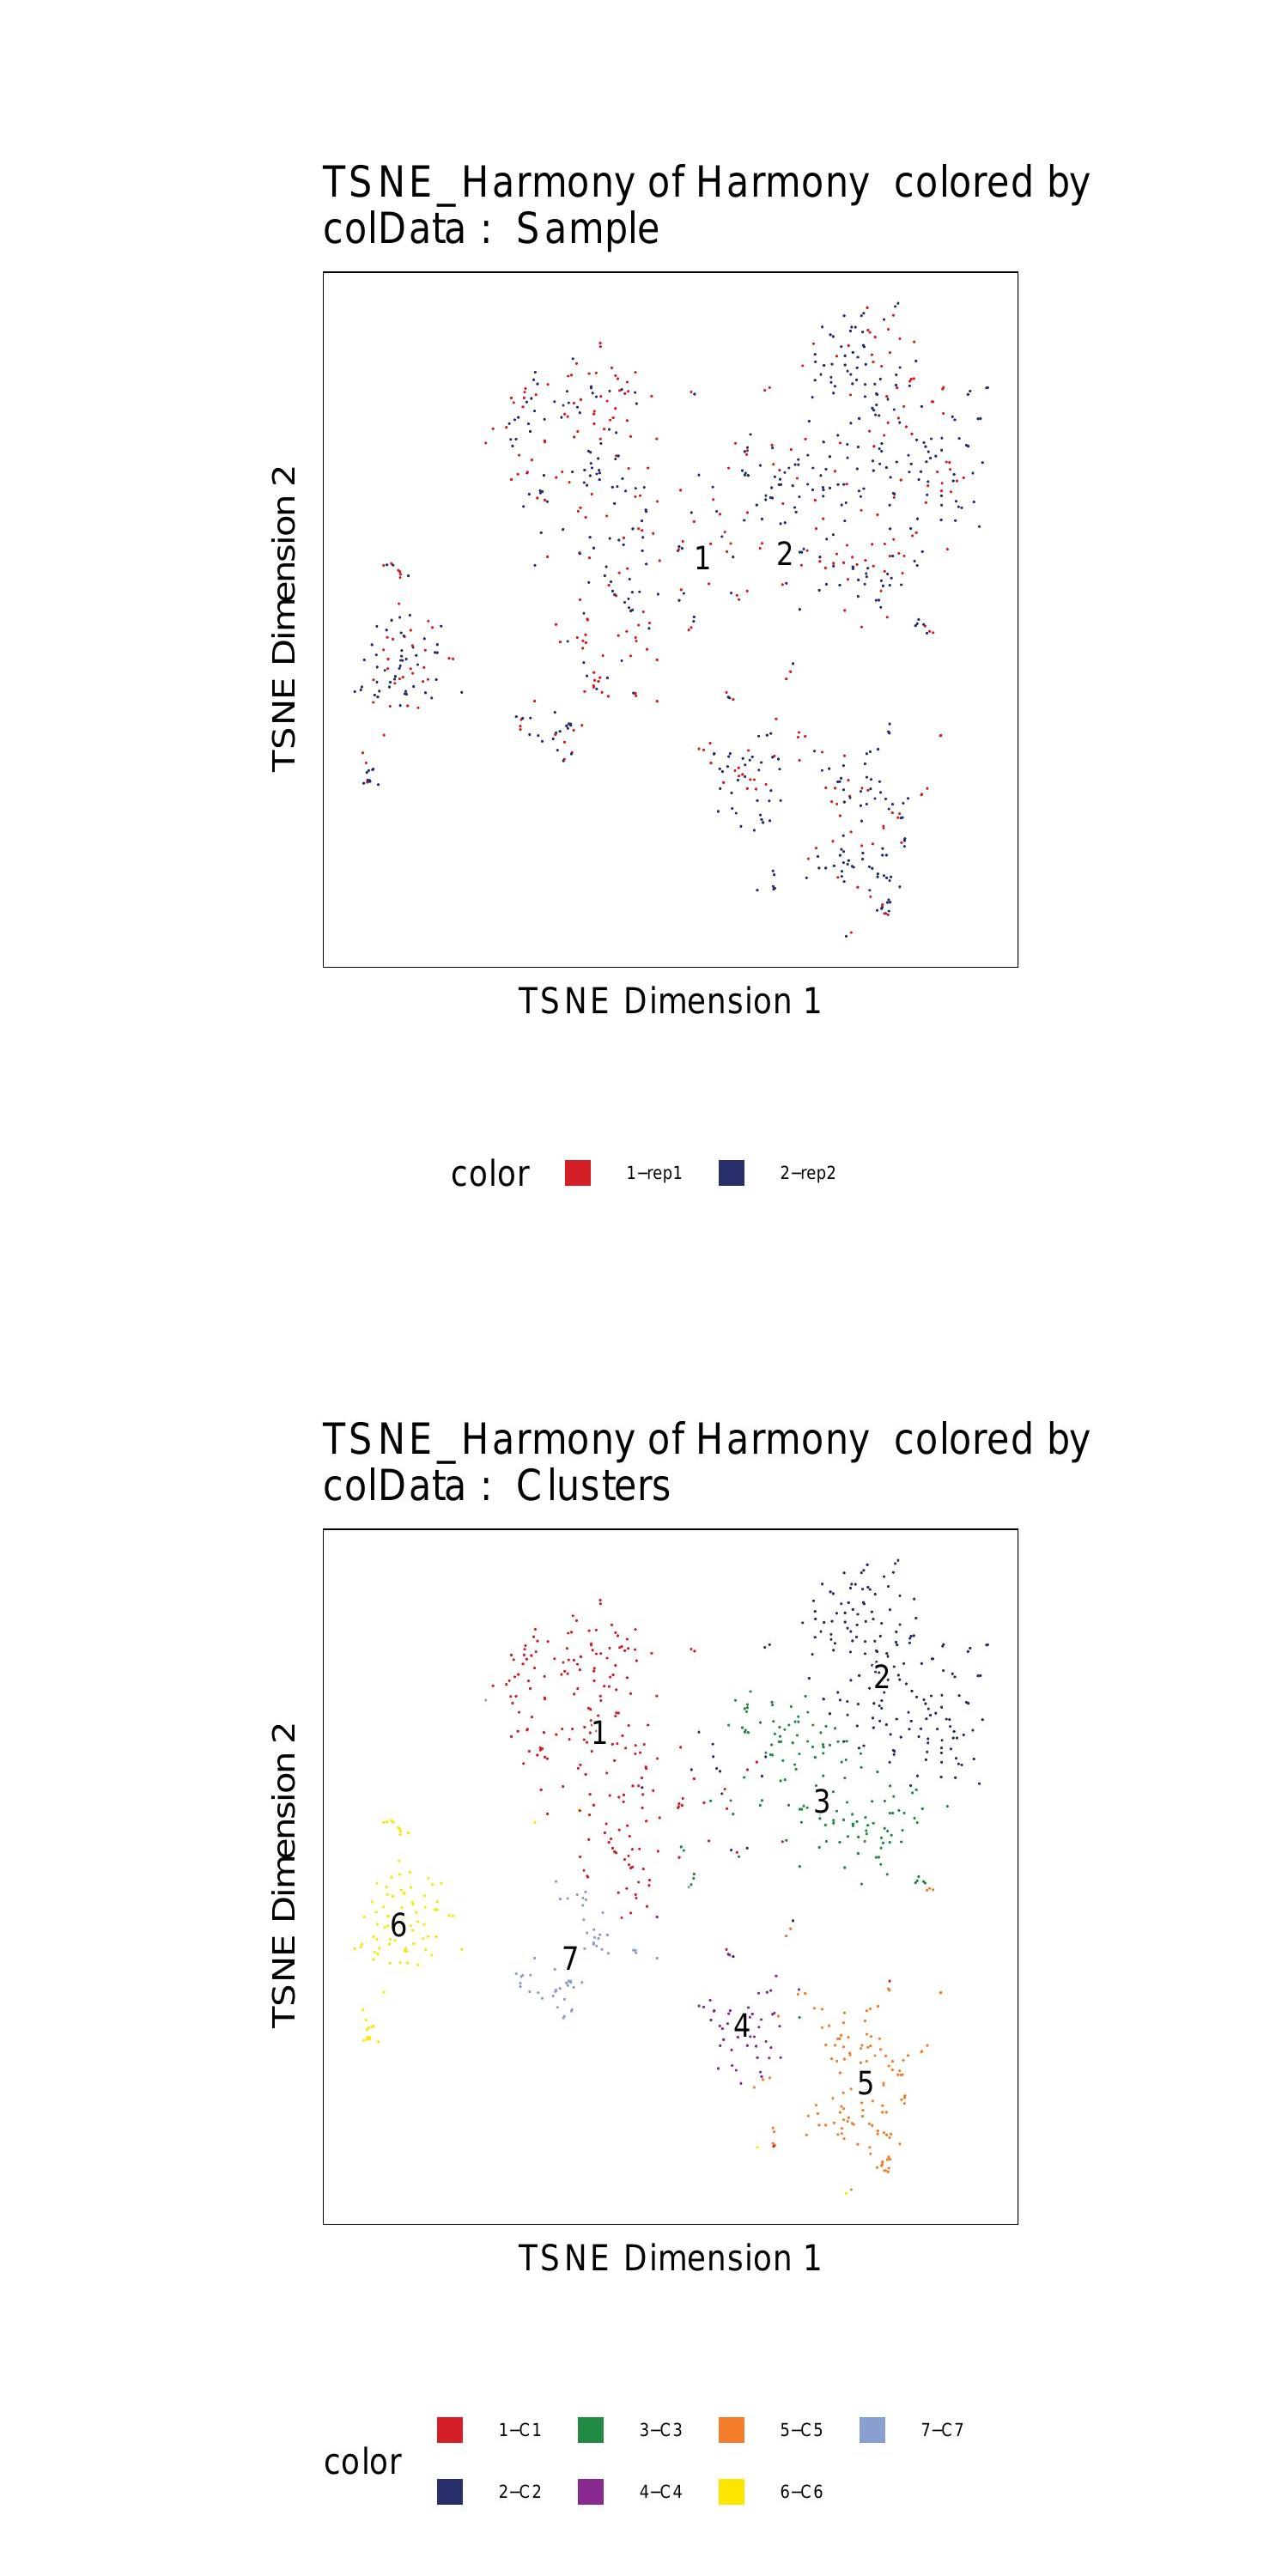 TSNE_Harmony of Harmony  colored by
colData :  Sample
TSNE Dimension 2
1
2
TSNE Dimension 1
color 1−rep1 2−rep2
TSNE_Harmony of Harmony  colored by
colData :  Clusters
TSNE Dimension 2
2
1
3
6
7
4
5
TSNE Dimension 1
color
1−C1 3−C3 5−C5 7−C7
2−C2 4−C4 6−C6